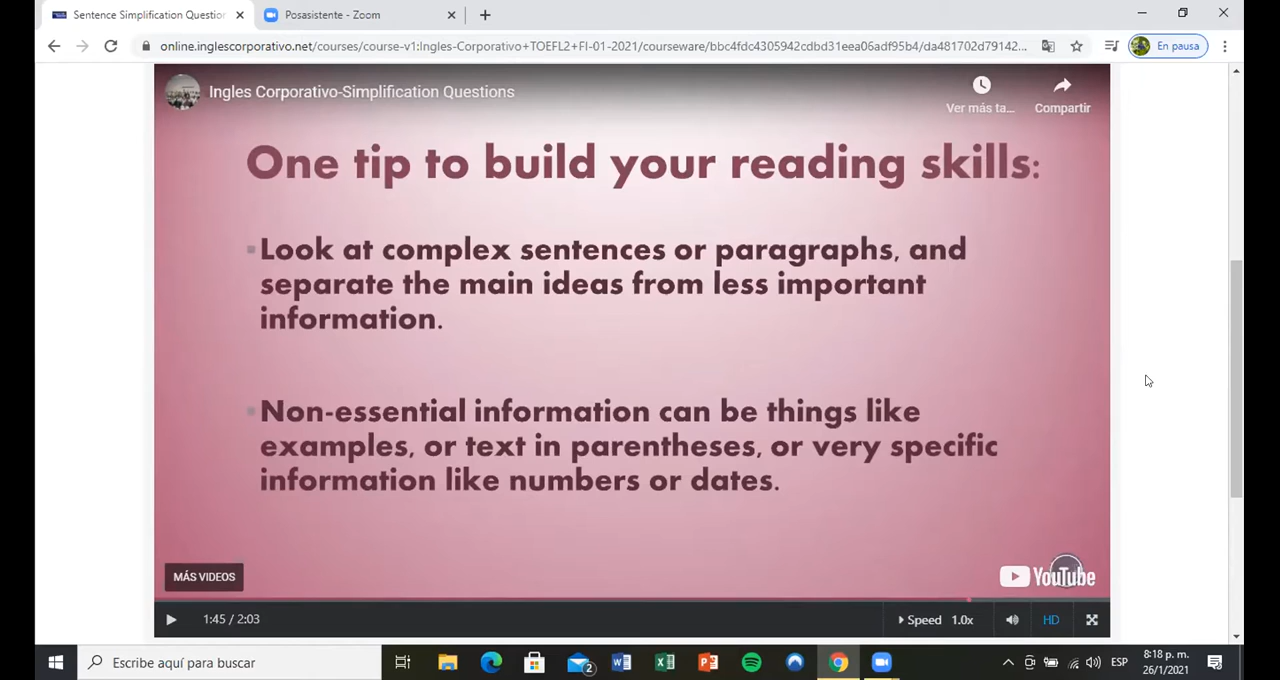 Sentence Simplification Question
Posasistente - Zoom
online.inglescorporativo.net/courses/course-v1:Ingles-Corporativo+TOEFL2+FI-01-2021/courseware/bbc4fdc4305942cdbd31eea06adf95b4/da481702d79142...
En pausa
Ingles Corporativo-Simplification Questions
Ver más ta...
Compartir
One tip to build your reading skills:
Look at complex sentences or paragraphs, and
separate the main ideas from less important
information.
Non-essential information can be things like
examples, or text in parentheses, or very specific
information like numbers or dates.
MÁS VIDEOS
YouTube
1:45 / 2:03
Speed 1.0x
HD
Escribe aquí para buscar
2
ESP
8:18 p. m.
26/1/2021